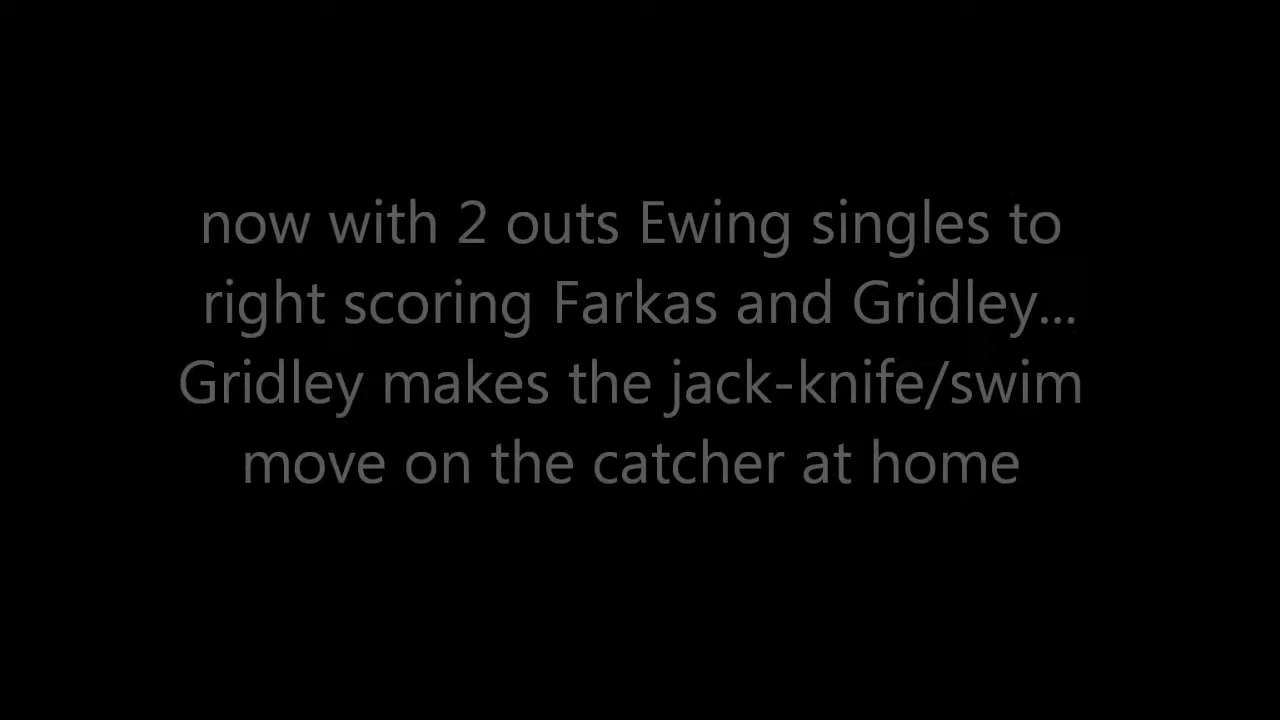 now with 2 outs Ewing singles to
right scoring Farkas and Gridley...
Gridley makes the jack-knife/swim
move on the catcher at home